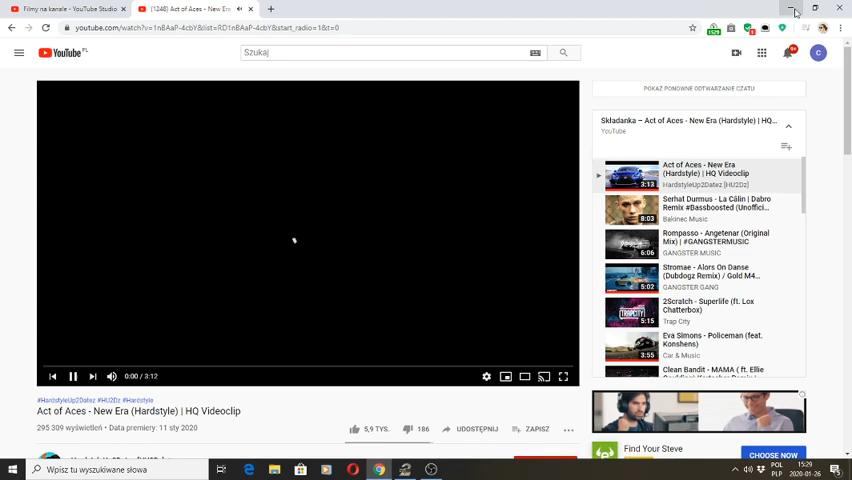 Filmy na kanale - YouTube Studio
(1248) Act of Aces - New Era
youtube.com/watch?v=RD1nBAaP-4cbY&list=RD1nBAaP-4cbY&start_radio=1&t=0
YouTube PL
Szukaj
9+
C
POKAŻ PONOWNE ODTWARZANIE CZATU
Składanka – Act of Aces - New Era (Hardstyle) | HQ...
YouTube
Act of Aces - New Era
(Hardstyle) | HQ Videoclip
HardstyleUp2Datez [HU2Dz]
3:13
Serhat Durmus - La Câlin | Dabro
Remix #Bassboosted (Unoffici...
Bakinec Music
8:03
Rompasso - Angetenar (Original
Mix) | #GANGSTERMUSIC
GANGSTER MUSIC
6:06
Stromae - Alors On Danse
(Dubdogz Remix) / Gold M4...
GANGSTER GANG
5:02
2Scratch - Superlife (ft. Lox
Chatterbox)
Trap City
TRAPCITY
5:15
Eva Simons - Policeman (feat.
Konshens)
Car & Music
3:55
Clean Bandit - MAMA ( ft. Ellie
0:00 / 3:12
#HardstyleUp2Datez #HU2Dz #Hardstyle
Act of Aces - New Era (Hardstyle) | HQ Videoclip
295 309 wyświetleń • Data premiery: 11 sty 2020
5,9 TYS.
186
UDOSTĘPNIJ
ZAPISZ
Find Your Steve
CHOOSE NOW
Wpisz tu wyszukiwane słowa
POL
PLP
15:29
2020-01-26
3